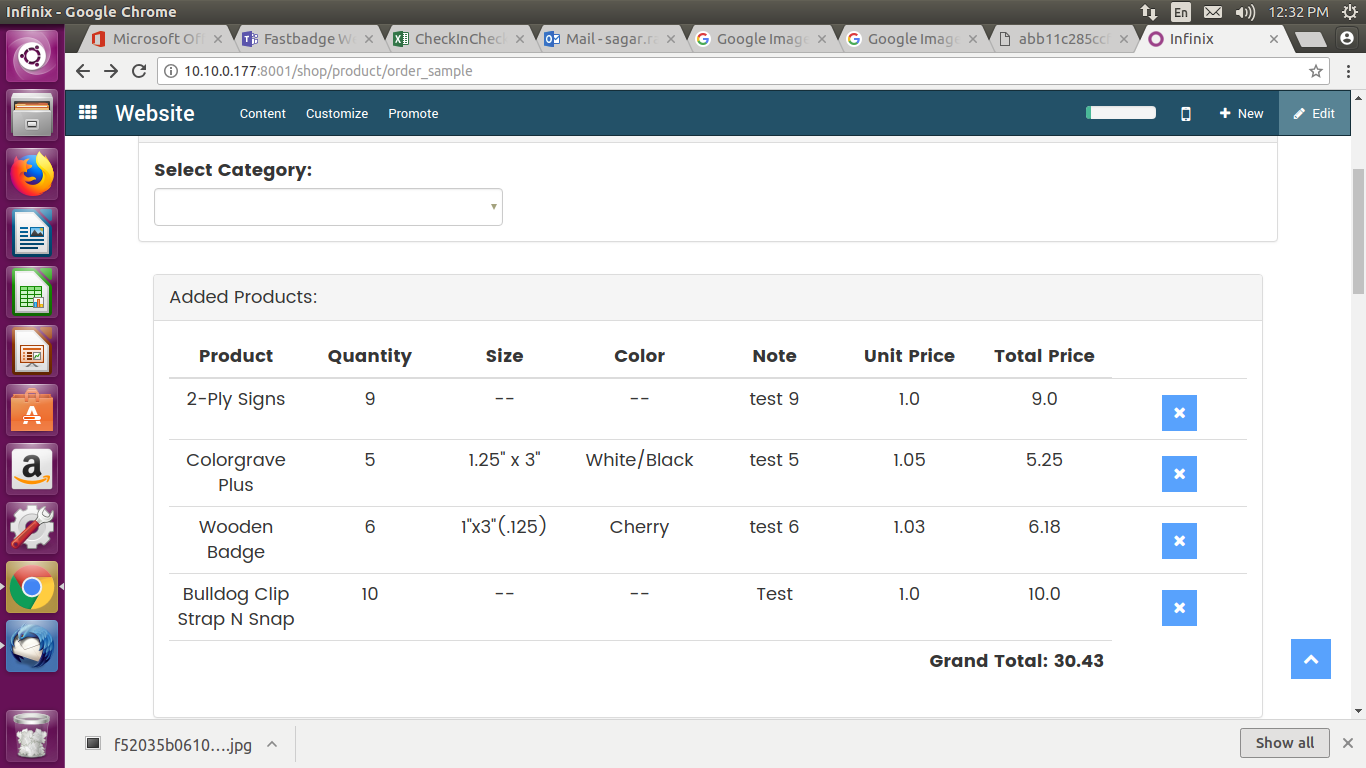 Infinix - Google Chrome
En
12:32 PM
Microsoft Of
Fastbadge W
CheckInChec
Mail - sagar.r
Google Imag
Google Imag
abb11c285cc
Infinix
10.10.0.177:8001/shop/product/order_sample
Website
Content
Customize
Promote
New
Edit
Select Category:
Added Products:
Product Quantity Size Color Note Unit Price Total Price
2-Ply Signs 9 -- -- test 9 1.0 9.0
Colorgrave 5 1.25" x 3" White/Black test 5 1.05 5.25
Plus
Wooden 6 1"x3"(.125) Cherry test 6 1.03 6.18
Badge
Bulldog Clip 10 -- -- Test 1.0 10.0
Strap N Snap
Grand Total: 30.43
f52035b0610....jpg
Show all